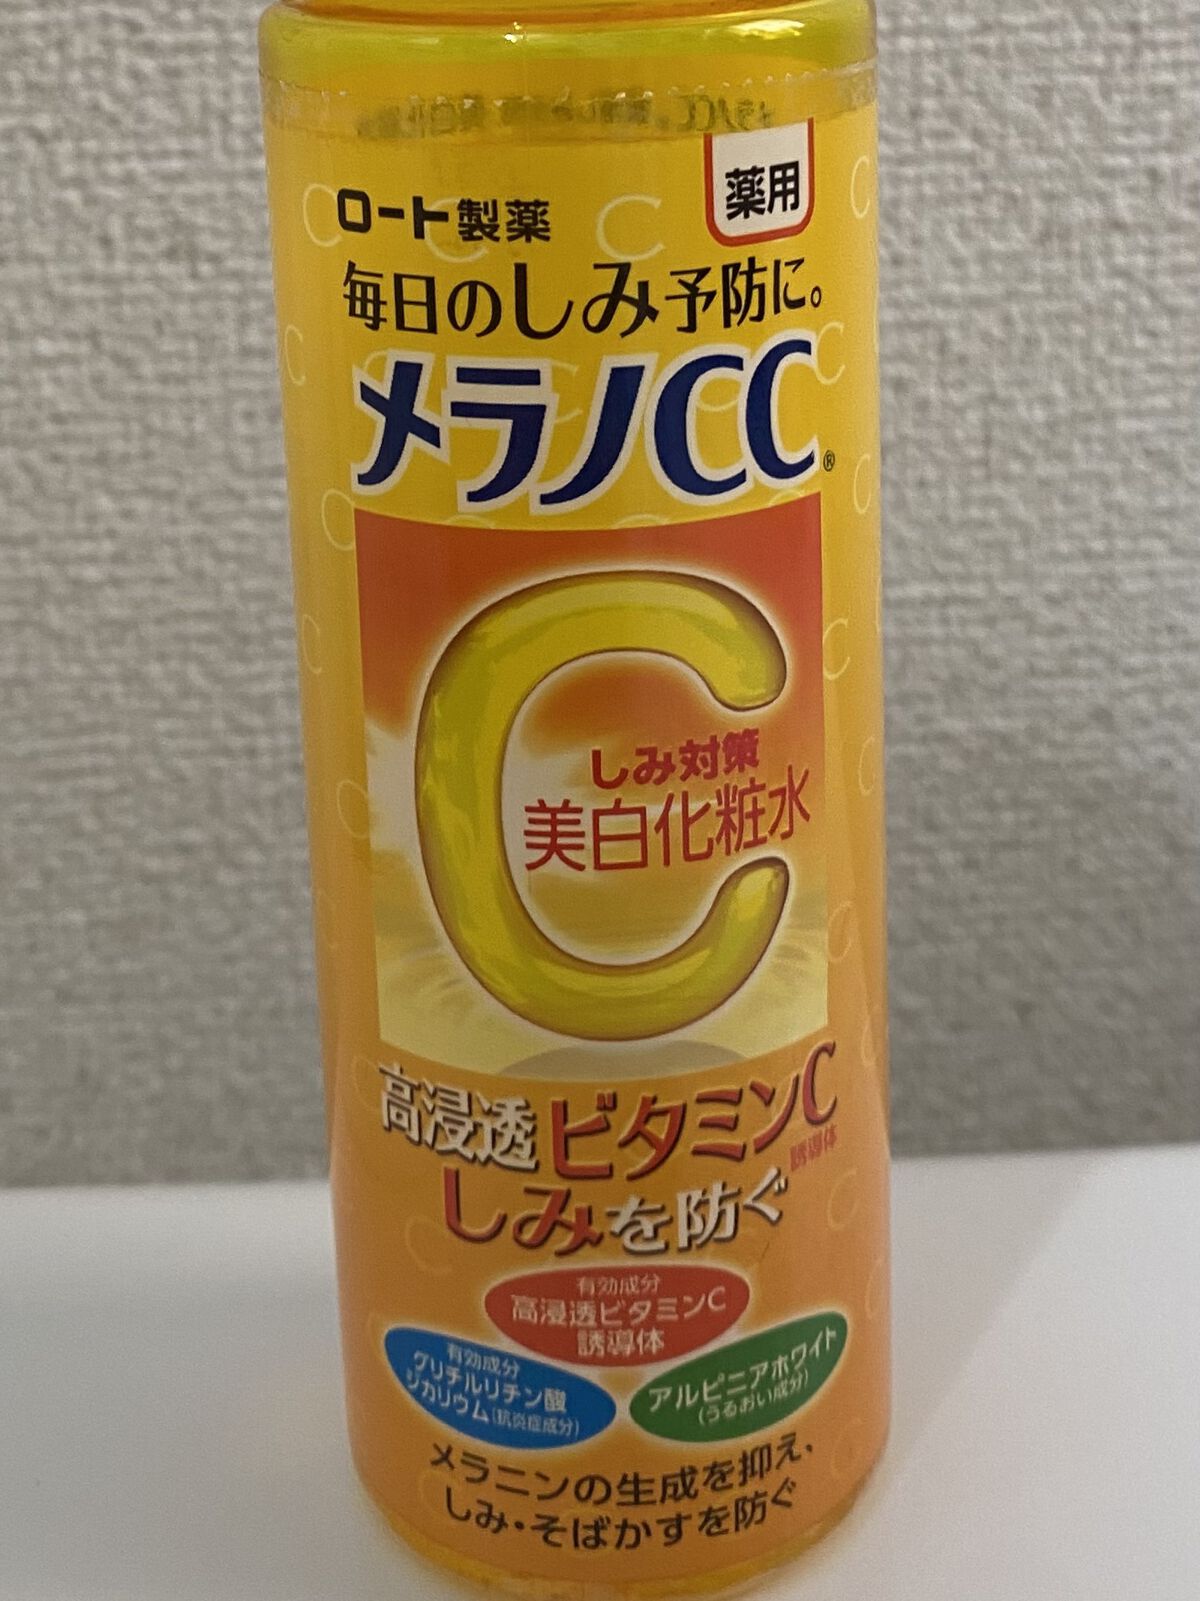 薬用
ロート製薬
毎日のしみ予防に。
メラノCC®
しみ対策
美白化粧水
高浸透ビタミンC
誘導体
しみを防ぐ
有効成分
高浸透ビタミンC
誘導体
有効成分
グリチルリチン酸
ジカリウム(抗炎症成分)
アルピニアホワイト
(うるおい成分)
メラニンの生成を抑え、
しみ・そばかすを防ぐ